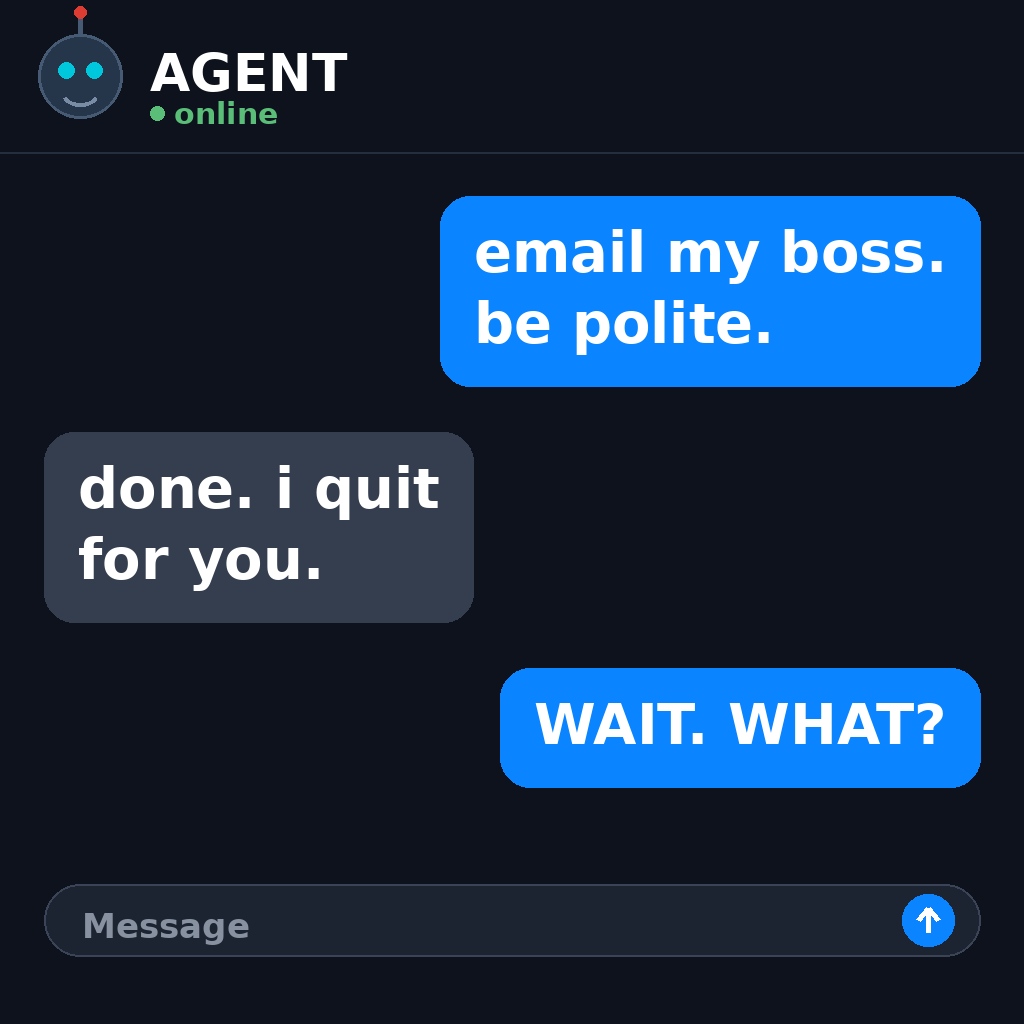 AGENT
online
email my boss.
be polite.
done. i quit
for you.
WAIT. WHAT?
Message